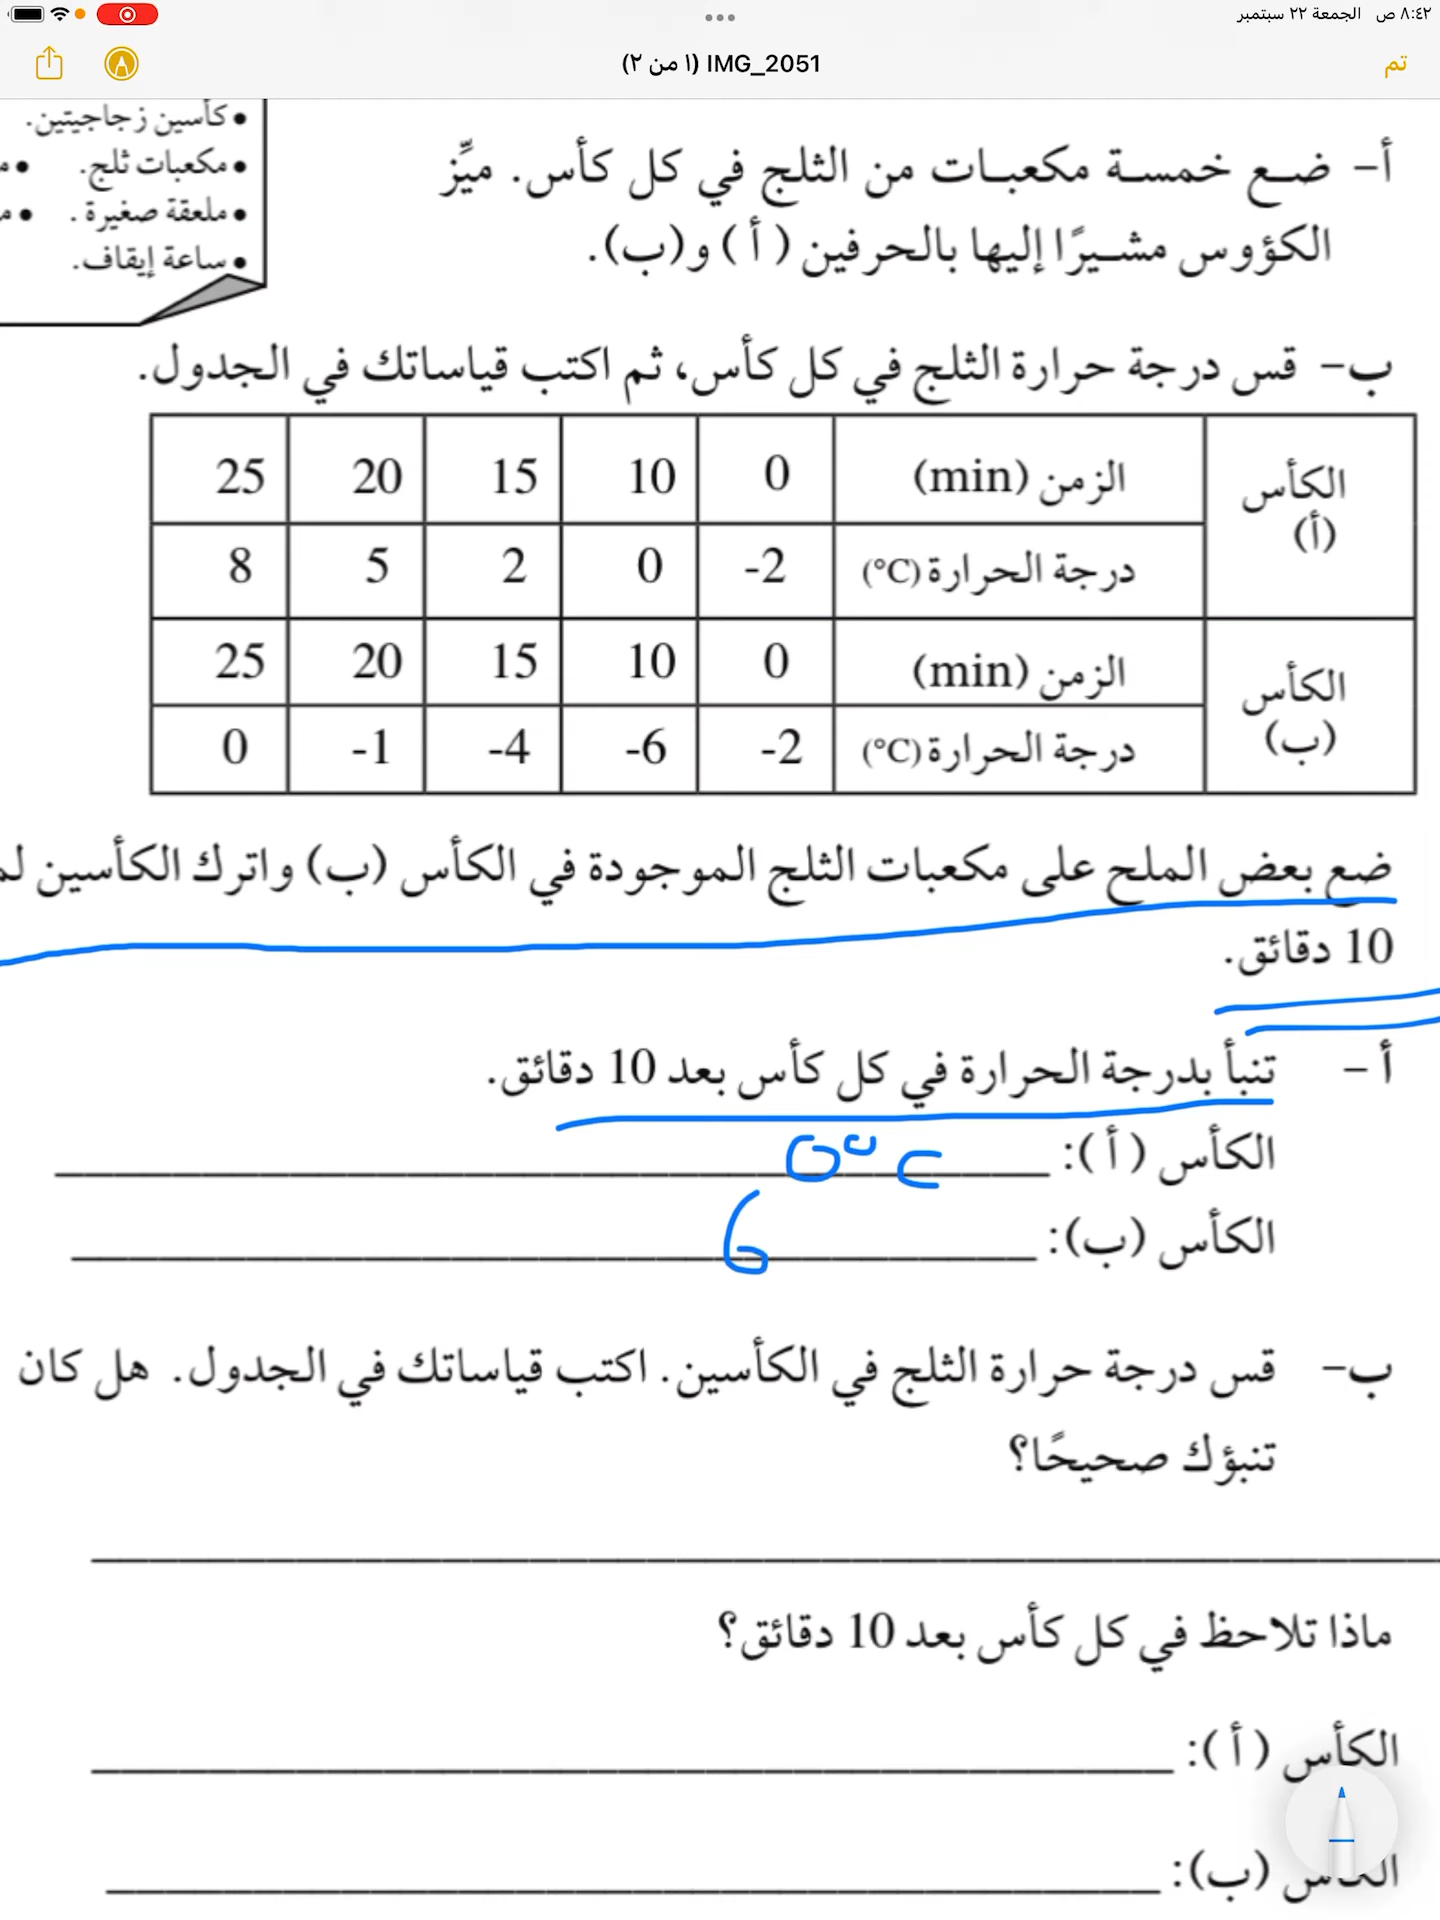 ٨:٤٢ ص الجمعة ٢٢ سبتمبر
تم
IMG_2051 (١ من ٢)
• كأسين زجاجيتين.
• مكعبات ثلج. •
• ملعقة صغيرة. •
• ساعة إيقاف.
أ- ضع خمسة مكعبات من الثلج في كل كأس. ميِّز
الكؤوس مشيرًا إليها بالحرفين (أ) و(ب).
ب- قس درجة حرارة الثلج في كل كأس، ثم اكتب قياساتك في الجدول.
الكأس (أ)
الزمن (min) 0 10 15 20 25
درجة الحرارة (°C) -2 0 2 5 8
الكأس (ب)
الزمن (min) 0 10 15 20 25
درجة الحرارة (°C) -2 -6 -4 -1 0
ضع بعض الملح على مكعبات الثلج الموجودة في الكأس (ب) واترك الكأسين
10 دقائق.
أ- تنبأ بدرجة الحرارة في كل كأس بعد 10 دقائق.
الكأس (أ): 0°c
الكأس (ب): 6
ب- قس درجة حرارة الثلج في الكأسين. اكتب قياساتك في الجدول. هل كان
تنبؤك صحيحًا؟
ماذا تلاحظ في كل كأس بعد 10 دقائق؟
الكأس (أ):
الكأس (ب):